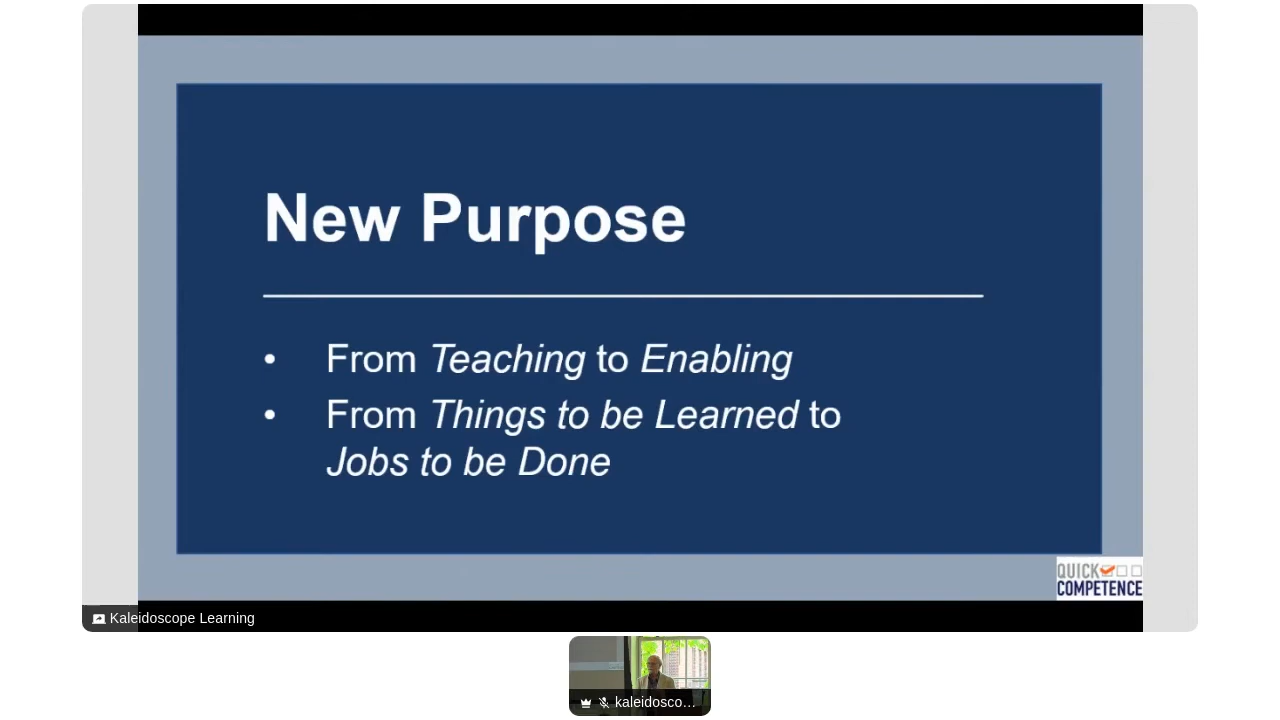 New Purpose
• From Teaching to Enabling
• From Things to be Learned to
Jobs to be Done
QUICK
COMPETENCE
Kaleidoscope Learning
kaleidosco…